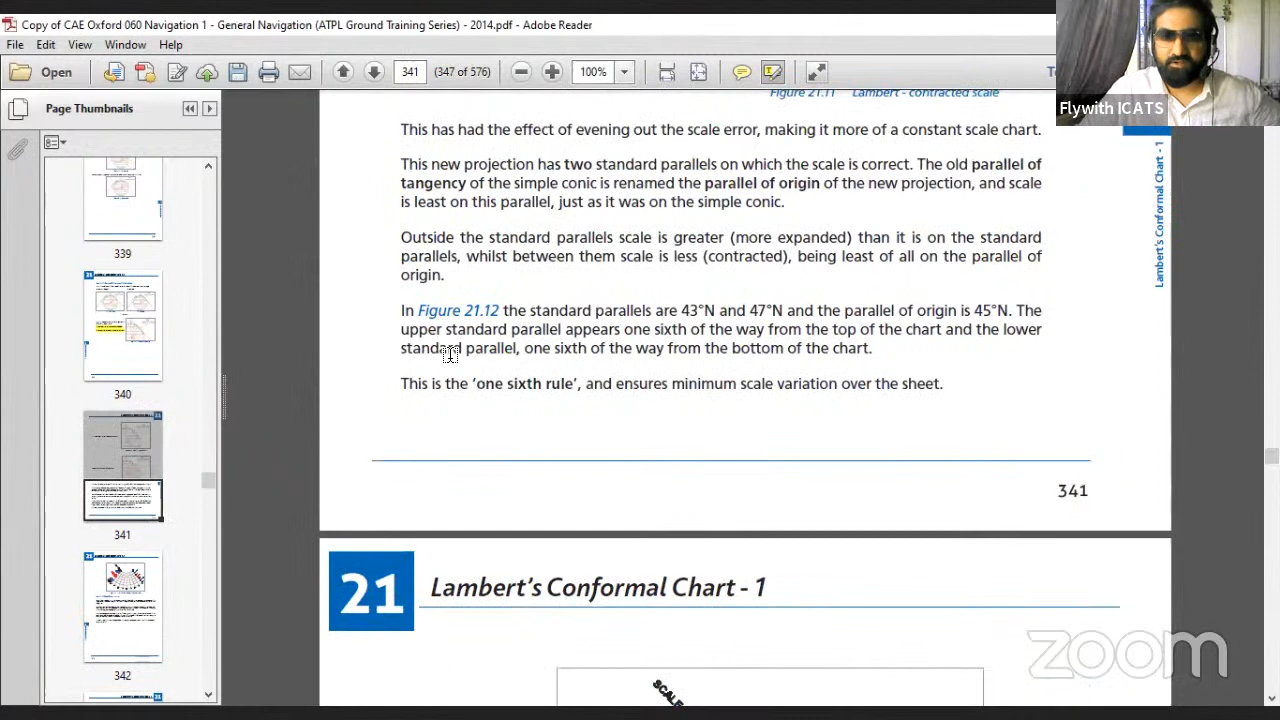 Copy of CAE Oxford 060 Navigation 1 - General Navigation (ATPL Ground Training Series) - 2014.pdf - Adobe Reader
File Edit View Window Help
Open 341 (347 of 576) 100%
Flywith ICATS
Page Thumbnails
339
340
341
342
Figure 21.11 Lambert - contracted scale
This has had the effect of evening out the scale error, making it more of a constant scale chart.
This new projection has two standard parallels on which the scale is correct. The old parallel of
tangency of the simple conic is renamed the parallel of origin of the new projection, and scale
is least on this parallel, just as it was on the simple conic.
Outside the standard parallels scale is greater (more expanded) than it is on the standard
parallels, whilst between them scale is less (contracted), being least of all on the parallel of
origin.
In Figure 21.12 the standard parallels are 43°N and 47°N and the parallel of origin is 45°N. The
upper standard parallel appears one sixth of the way from the top of the chart and the lower
standard parallel, one sixth of the way from the bottom of the chart.
This is the 'one sixth rule', and ensures minimum scale variation over the sheet.
Lambert's Conformal Chart - 1
341
21 Lambert's Conformal Chart - 1
SCALE
zoom